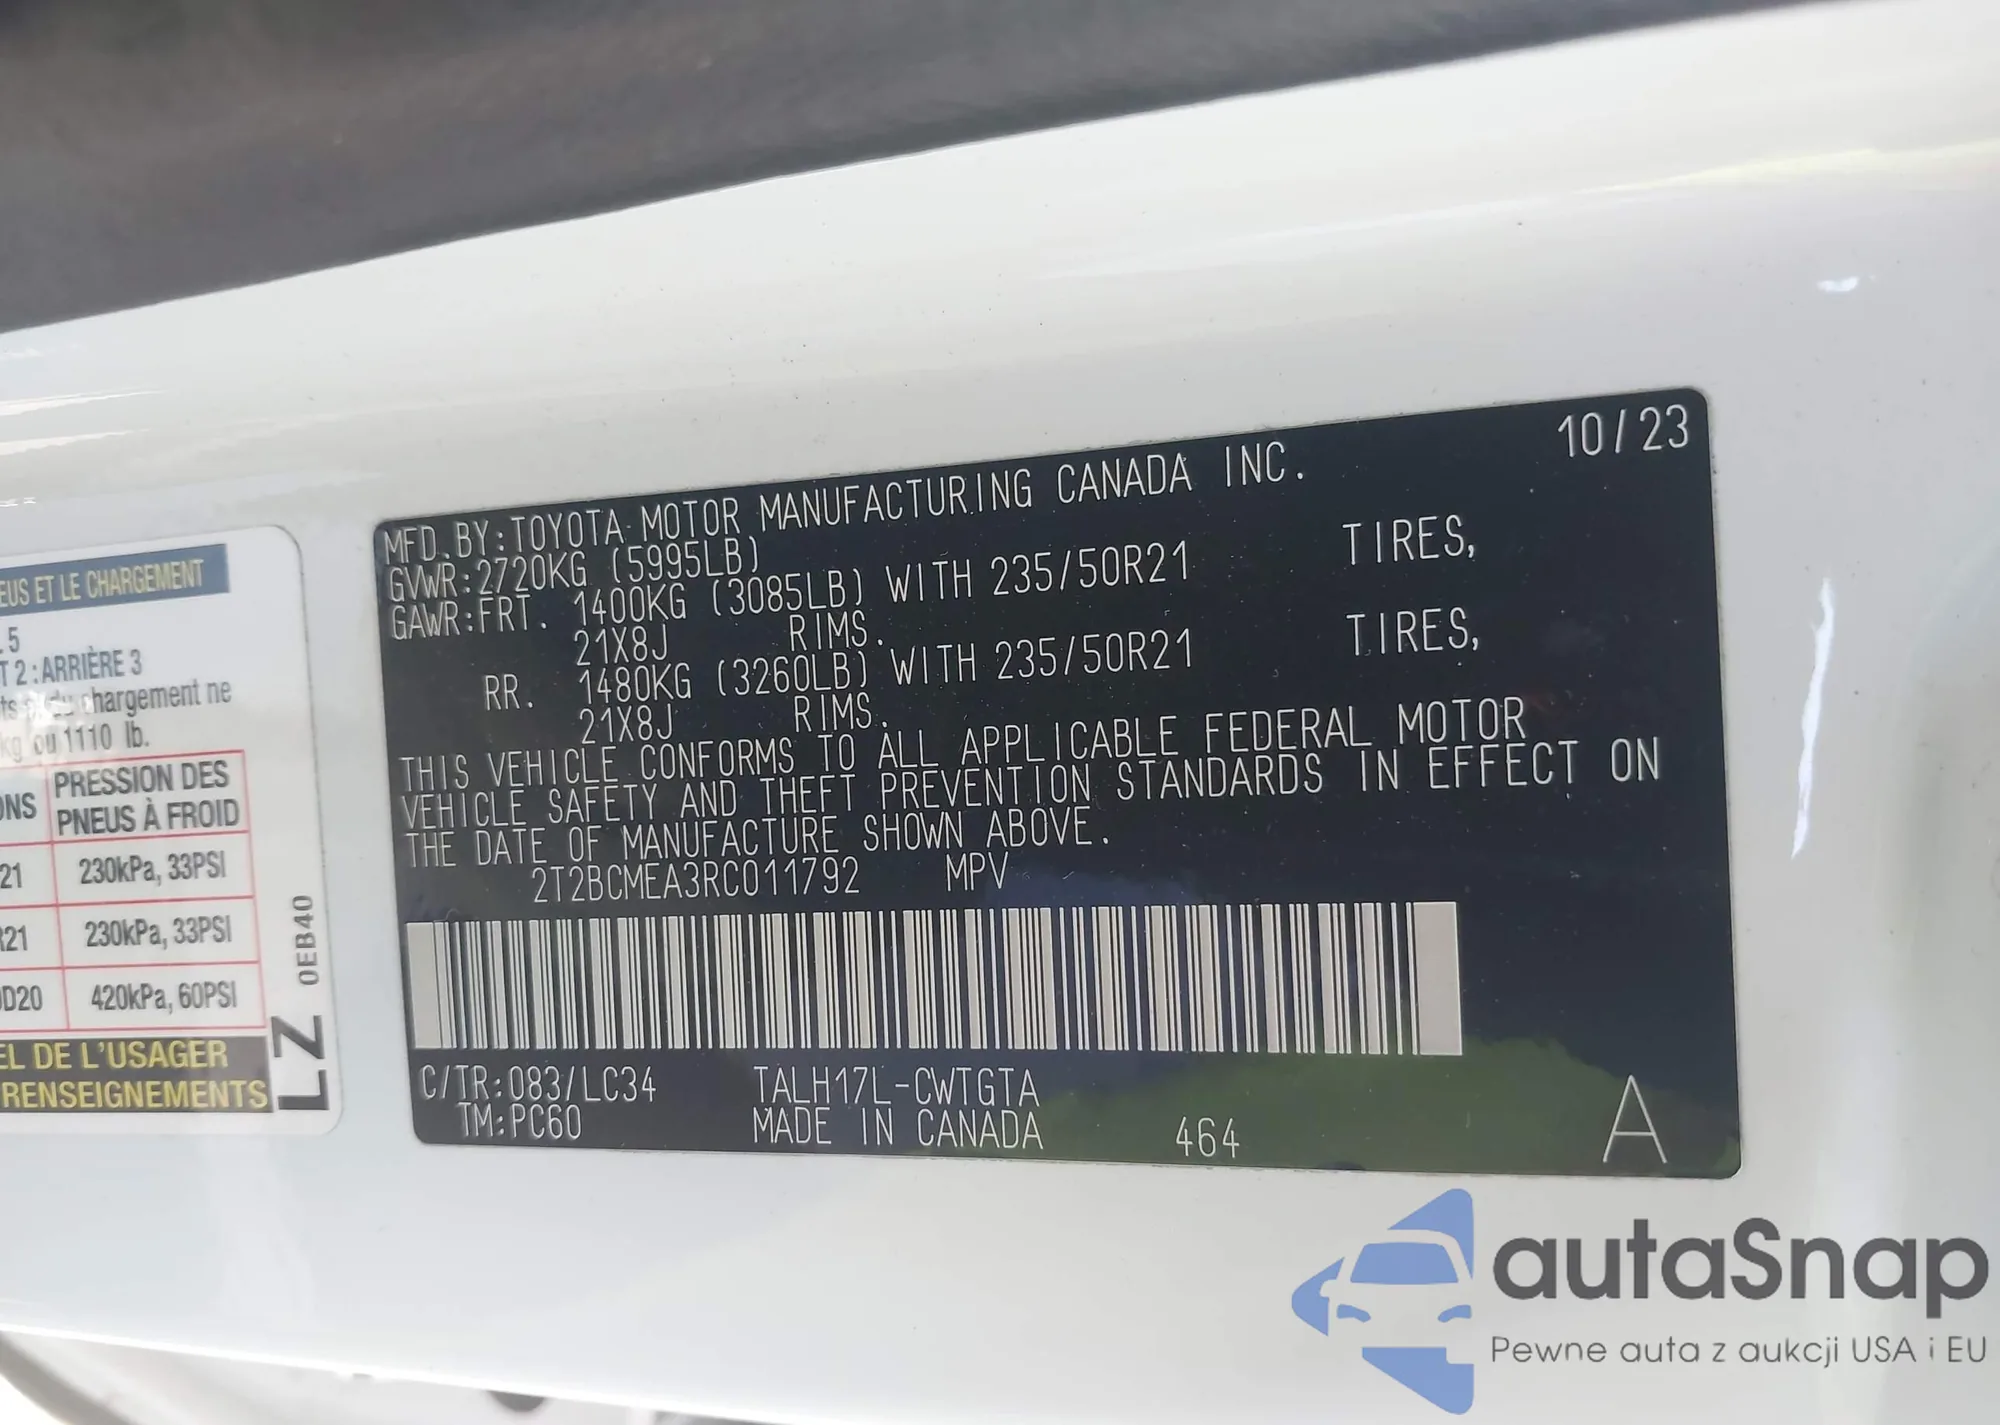 10/23
MFD.BY:TOYOTA MOTOR MANUFACTURING CANADA INC.
GVWR:2720KG (5995LB)
GAWR:FRT. 1400KG (3085LB) WITH 235/50R21 TIRES,
21X8J RIMS.
RR. 1480KG (3260LB) WITH 235/50R21 TIRES,
21X8J RIMS.
THIS VEHICLE CONFORMS TO ALL APPLICABLE FEDERAL MOTOR
VEHICLE SAFETY AND THEFT PREVENTION STANDARDS IN EFFECT ON
THE DATE OF MANUFACTURE SHOWN ABOVE.
2T2BCMEA3RC011792 MPV
C/TR:083/LC34 TALH17L-CWTGTA
TM:PC60 MADE IN CANADA 464 A
ET LE CHARGEMENT
5
2 : ARRIÈRE 3
chargement ne
kg ou 1110 lb.
PRESSION DES
PNEUS À FROID
21 230kPa, 33PSI
R21 230kPa, 33PSI
D20 420kPa, 60PSI
EL DE L'USAGER
RENSEIGNEMENTS
LZ 0EB40
autaSnap
Pewne auta z aukcji USA i EU